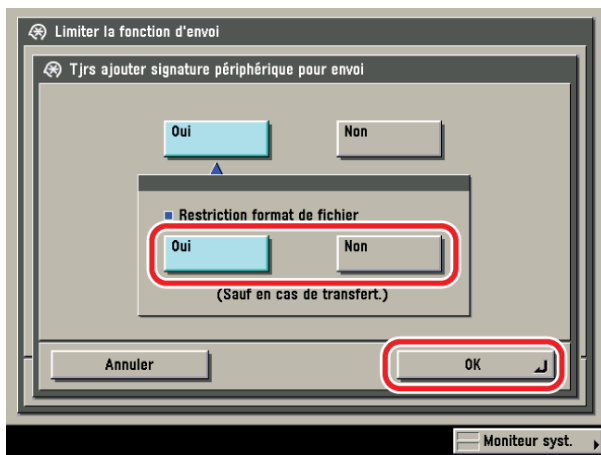 Limiter la fonction d'envoi
Tjrs ajouter signature périphérique pour envoi
Oui Non
Restriction format de fichier
Oui Non
(Sauf en cas de transfert.)
Annuler OK
Moniteur syst.